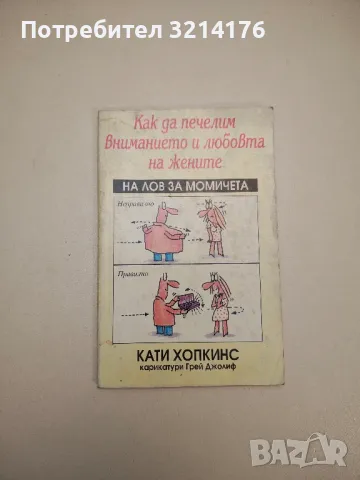 Потребител 3214176
Как да печелим
вниманието и любовта
на жените
НА ЛОВ ЗА МОМИЧЕТА
Неправилно
Правилно
КАТИ ХОПКИНС
карикатури Грей Джолиф
BAZAR